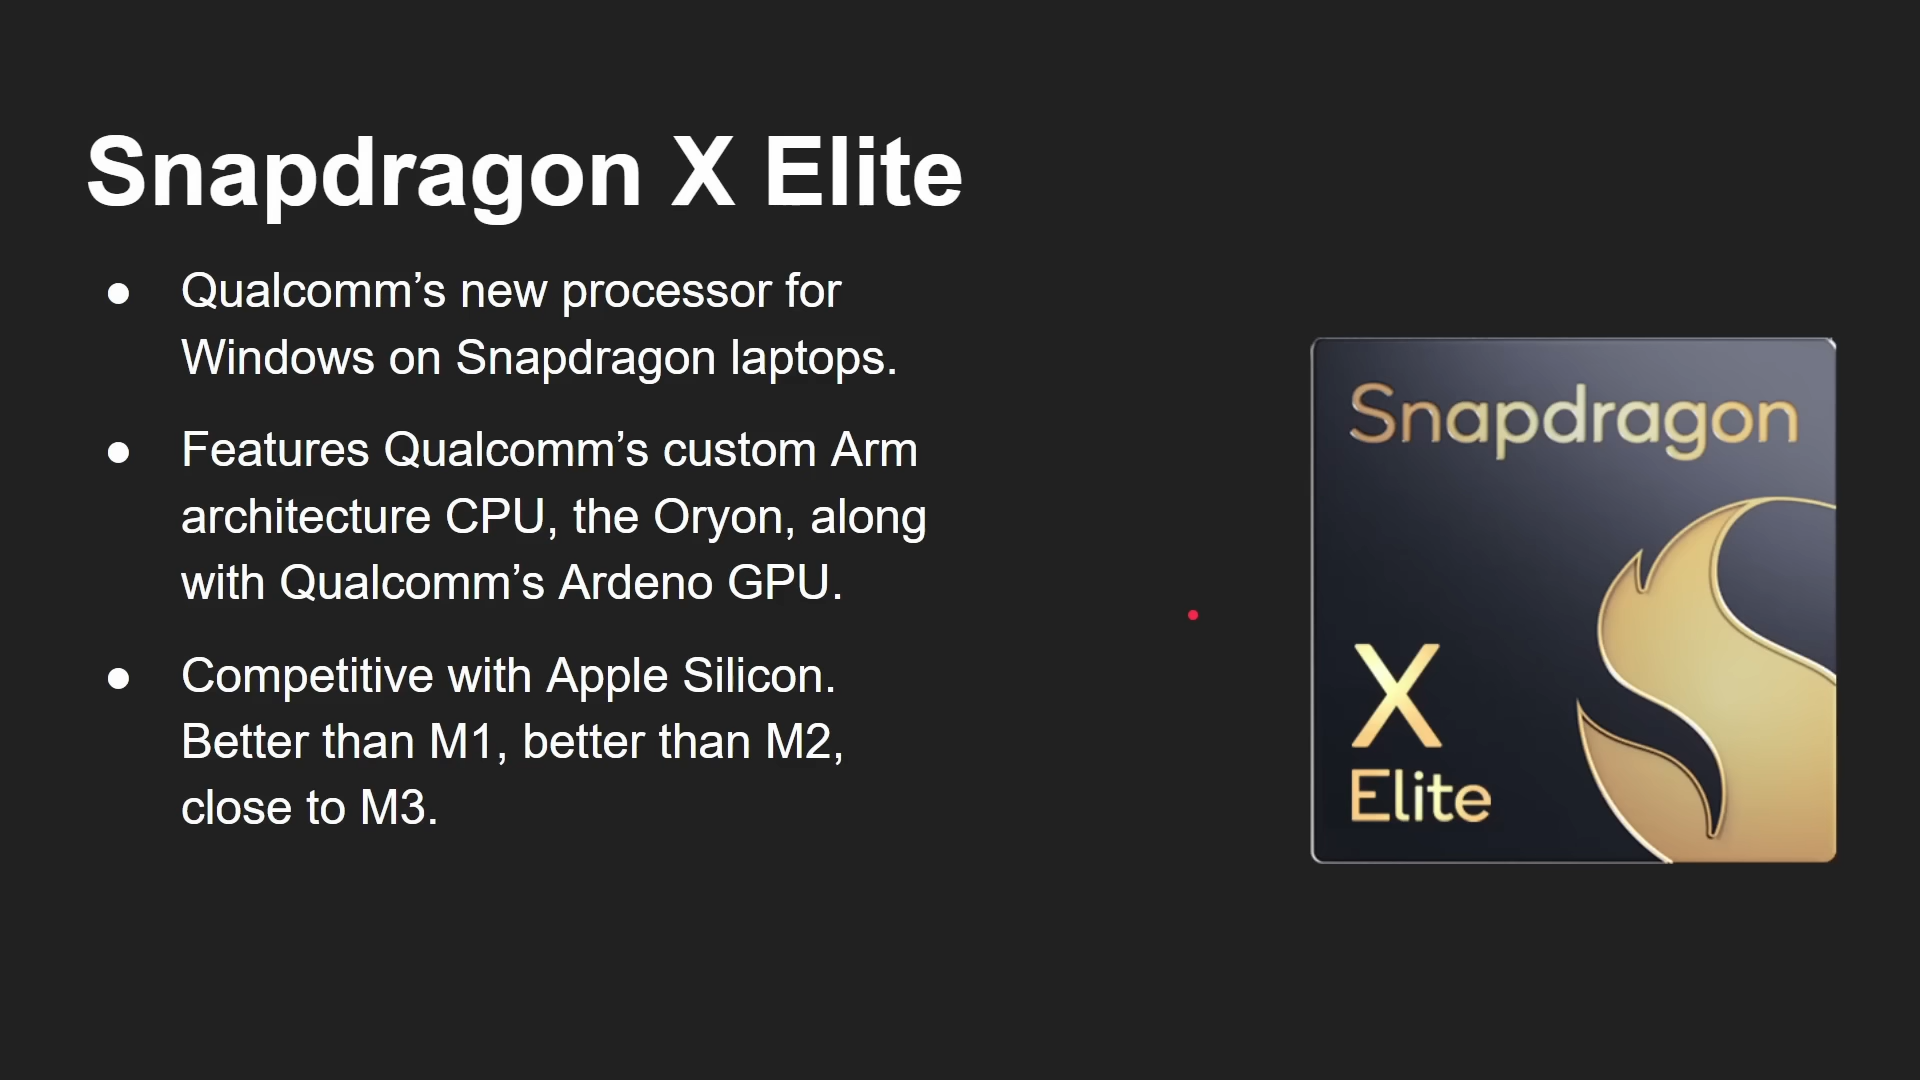 Snapdragon X Elite
● Qualcomm’s new processor for
Windows on Snapdragon laptops.
● Features Qualcomm’s custom Arm
architecture CPU, the Oryon, along
with Qualcomm’s Ardeno GPU.
● Competitive with Apple Silicon.
Better than M1, better than M2,
close to M3.
Snapdragon
X
Elite